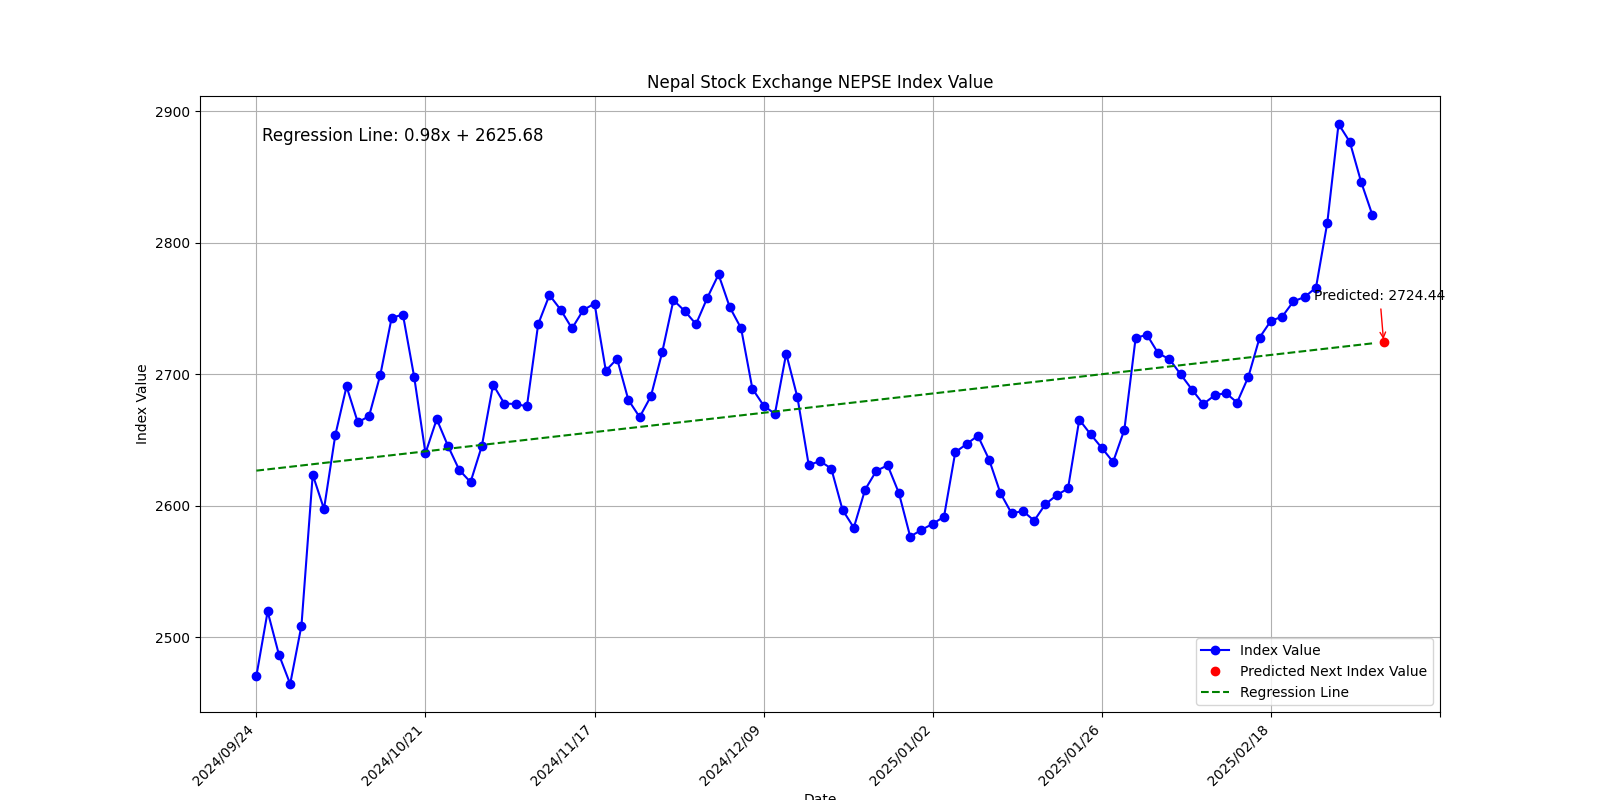 Nepal Stock Exchange NEPSE Index Value
2900
Regression Line: 0.98x + 2625.68
2800
Predicted: 2724.44
2700
Index Value
2600
2500
Index Value
Predicted Next Index Value
Regression Line
2024/09/24
2024/10/21
2024/11/17
2024/12/09
2025/01/02
2025/01/26
2025/02/18
Date